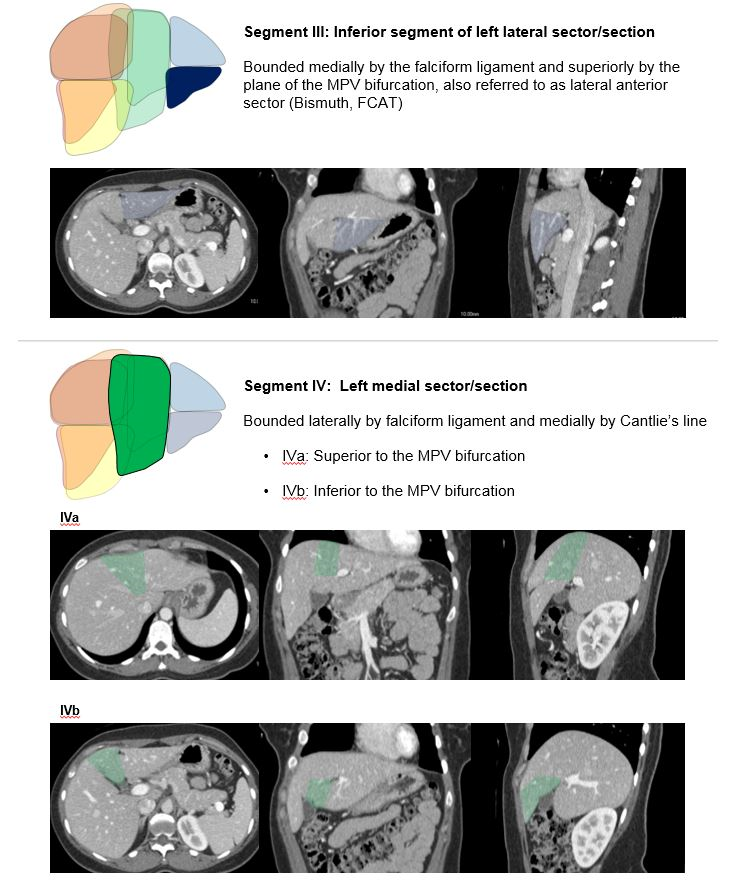 Segment III: Inferior segment of left lateral sector/section
Bounded medially by the falciform ligament and superiorly by the
plane of the MPV bifurcation, also referred to as lateral anterior
sector (Bismuth, FCAT)
10.00mm
Segment IV:  Left medial sector/section
Bounded laterally by falciform ligament and medially by Cantlie’s line
• IVa: Superior to the MPV bifurcation
• IVb: Inferior to the MPV bifurcation
IVa
IVb